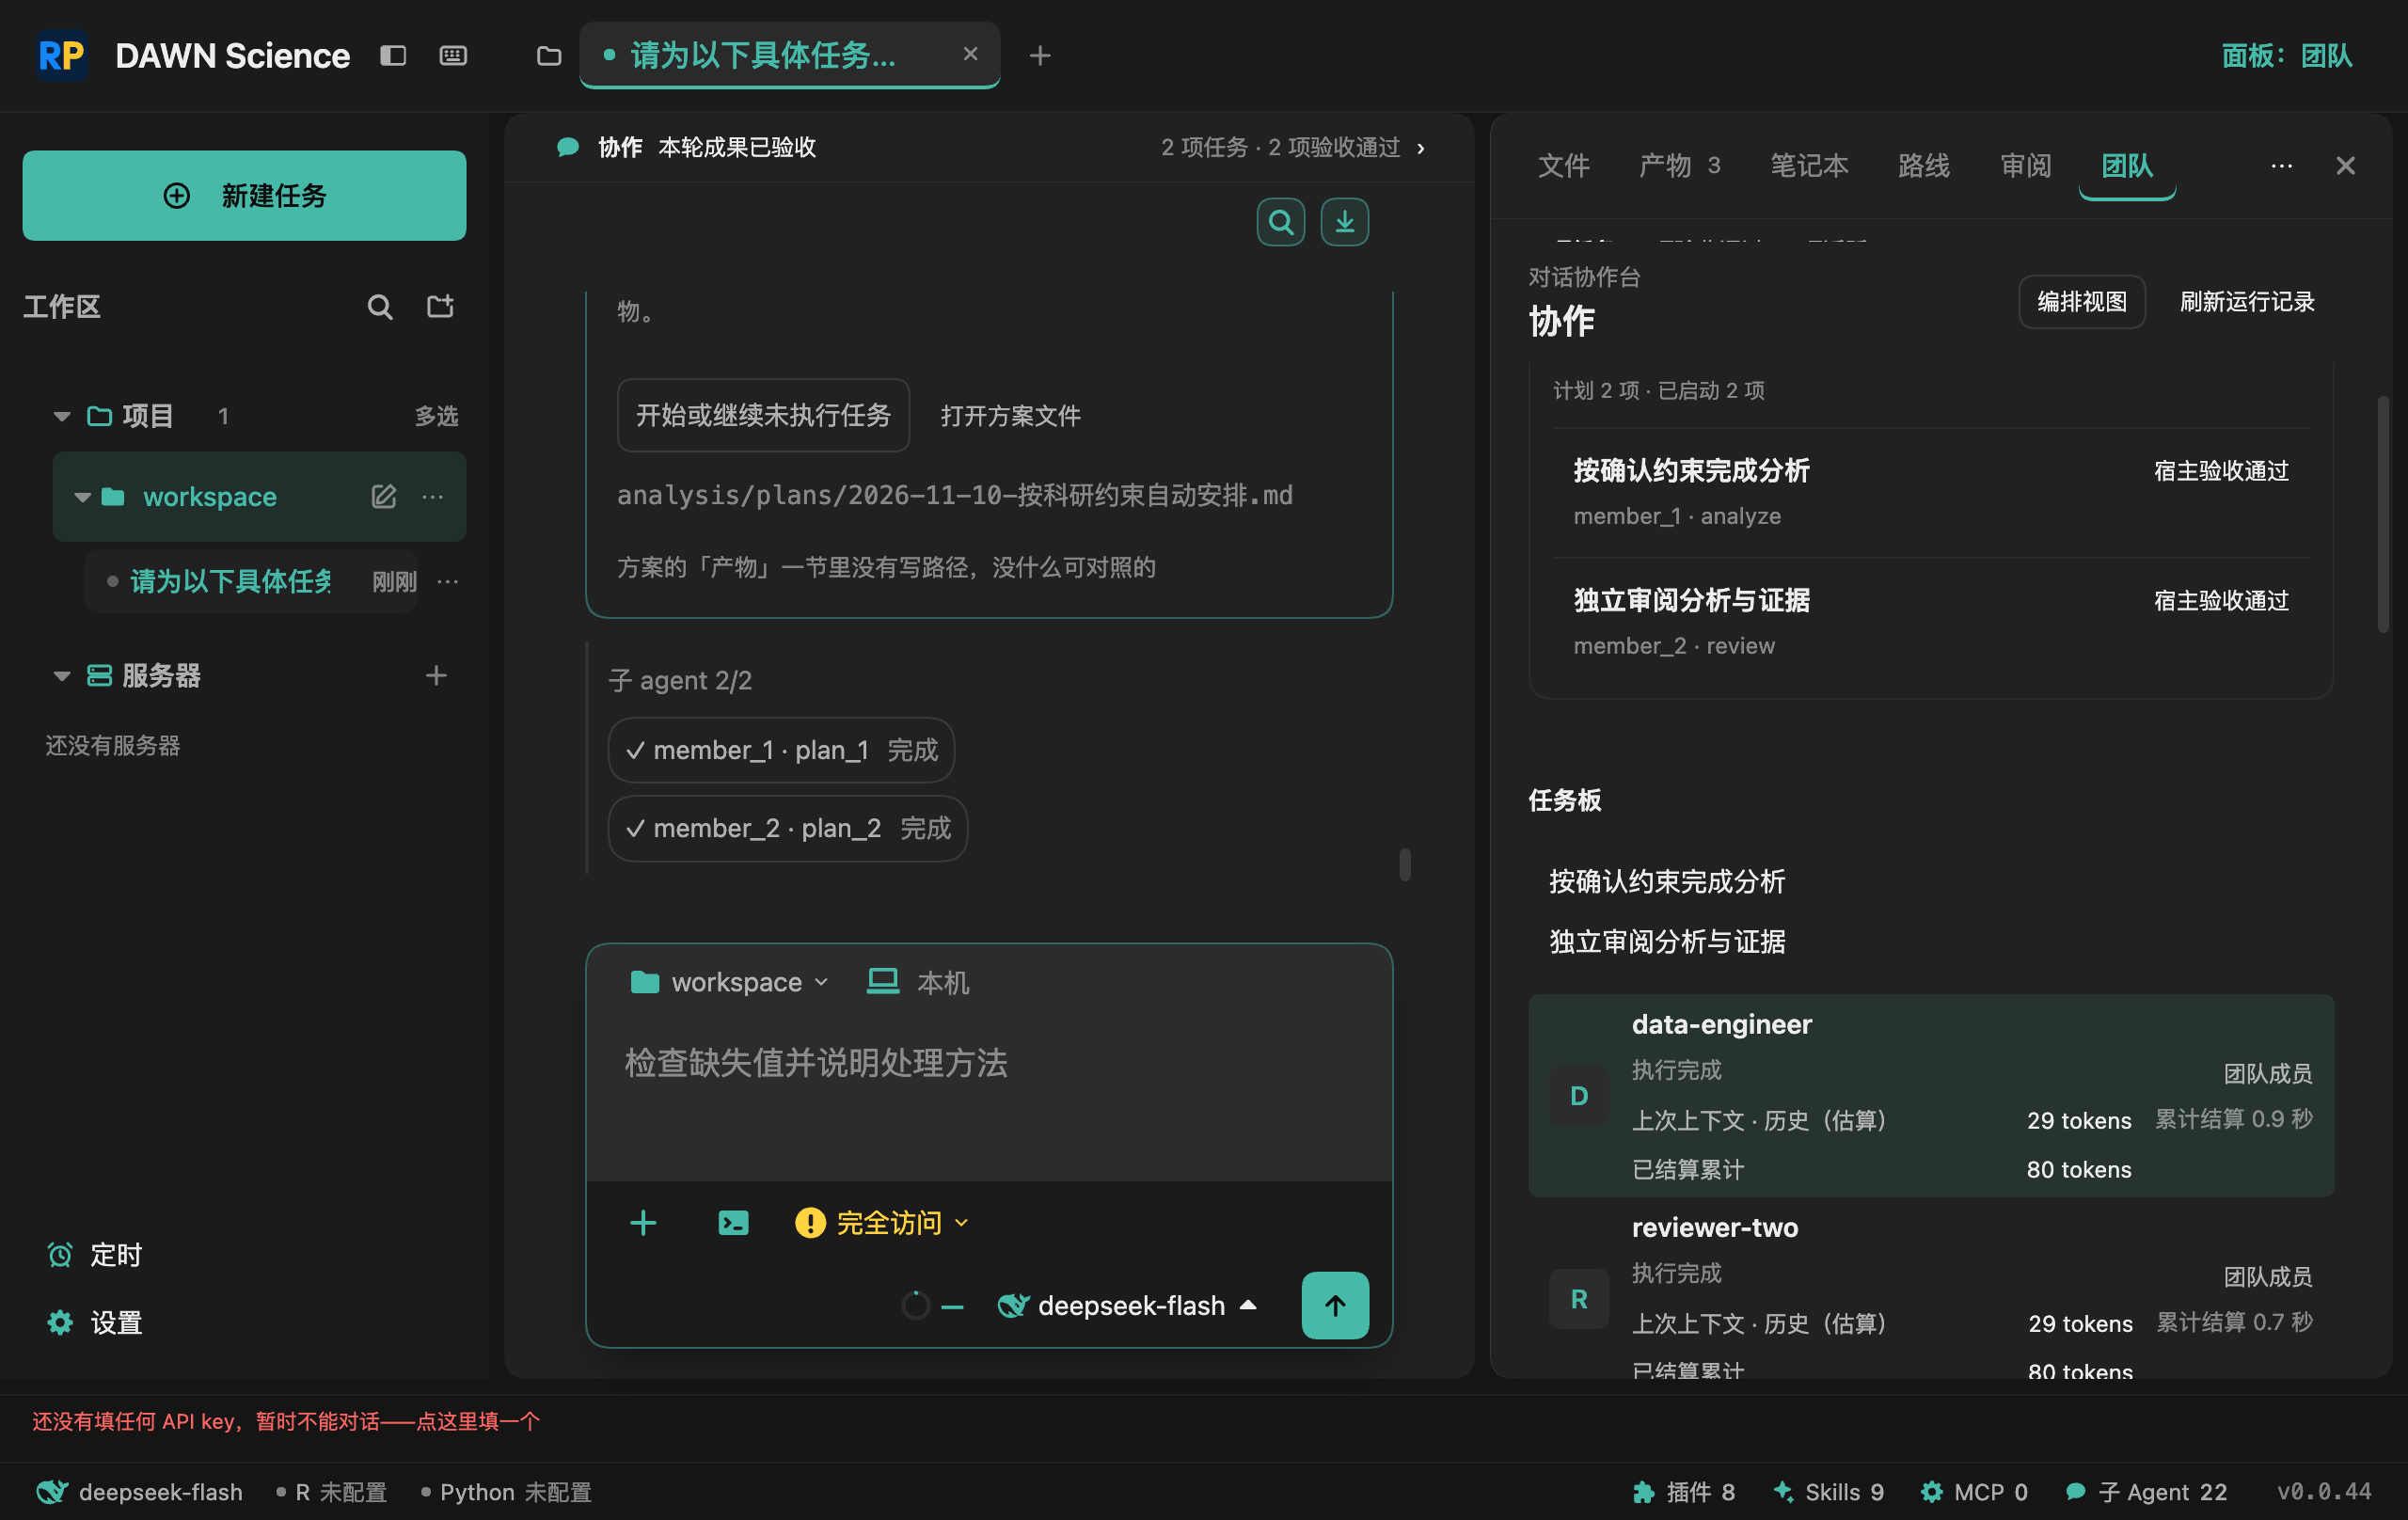 RP DAWN Science
请为以下具体任务...
面板：团队
新建任务
工作区
项目 1 多选
workspace
请为以下具体任务 刚刚
服务器
还没有服务器
定时
设置
协作 本轮成果已验收
2 项任务 · 2 项验收通过 ›
物。
开始或继续未执行任务 打开方案文件
analysis/plans/2026-11-10-按科研约束自动安排.md
方案的「产物」一节里没有写路径，没什么可对照的
子 agent 2/2
✓ member_1 · plan_1 完成
✓ member_2 · plan_2 完成
workspace 本机
检查缺失值并说明处理方法
完全访问
deepseek-flash
文件 产物 3 笔记本 路线 审阅 团队 ...
对话协作台
协作
编排视图 刷新运行记录
计划 2 项 · 已启动 2 项
按确认约束完成分析 宿主验收通过
member_1 · analyze
独立审阅分析与证据 宿主验收通过
member_2 · review
任务板
按确认约束完成分析
独立审阅分析与证据
data-engineer
D 执行完成 团队成员
上次上下文 · 历史（估算） 29 tokens 累计结算 0.9 秒
已结算累计 80 tokens
reviewer-two
R 执行完成 团队成员
上次上下文 · 历史（估算） 29 tokens 累计结算 0.7 秒
已结算累计 80 tokens
还没有填任何 API key，暂时不能对话——点这里填一个
deepseek-flash R 未配置 Python 未配置
插件 8 Skills 9 MCP 0 子 Agent 22 v0.0.44